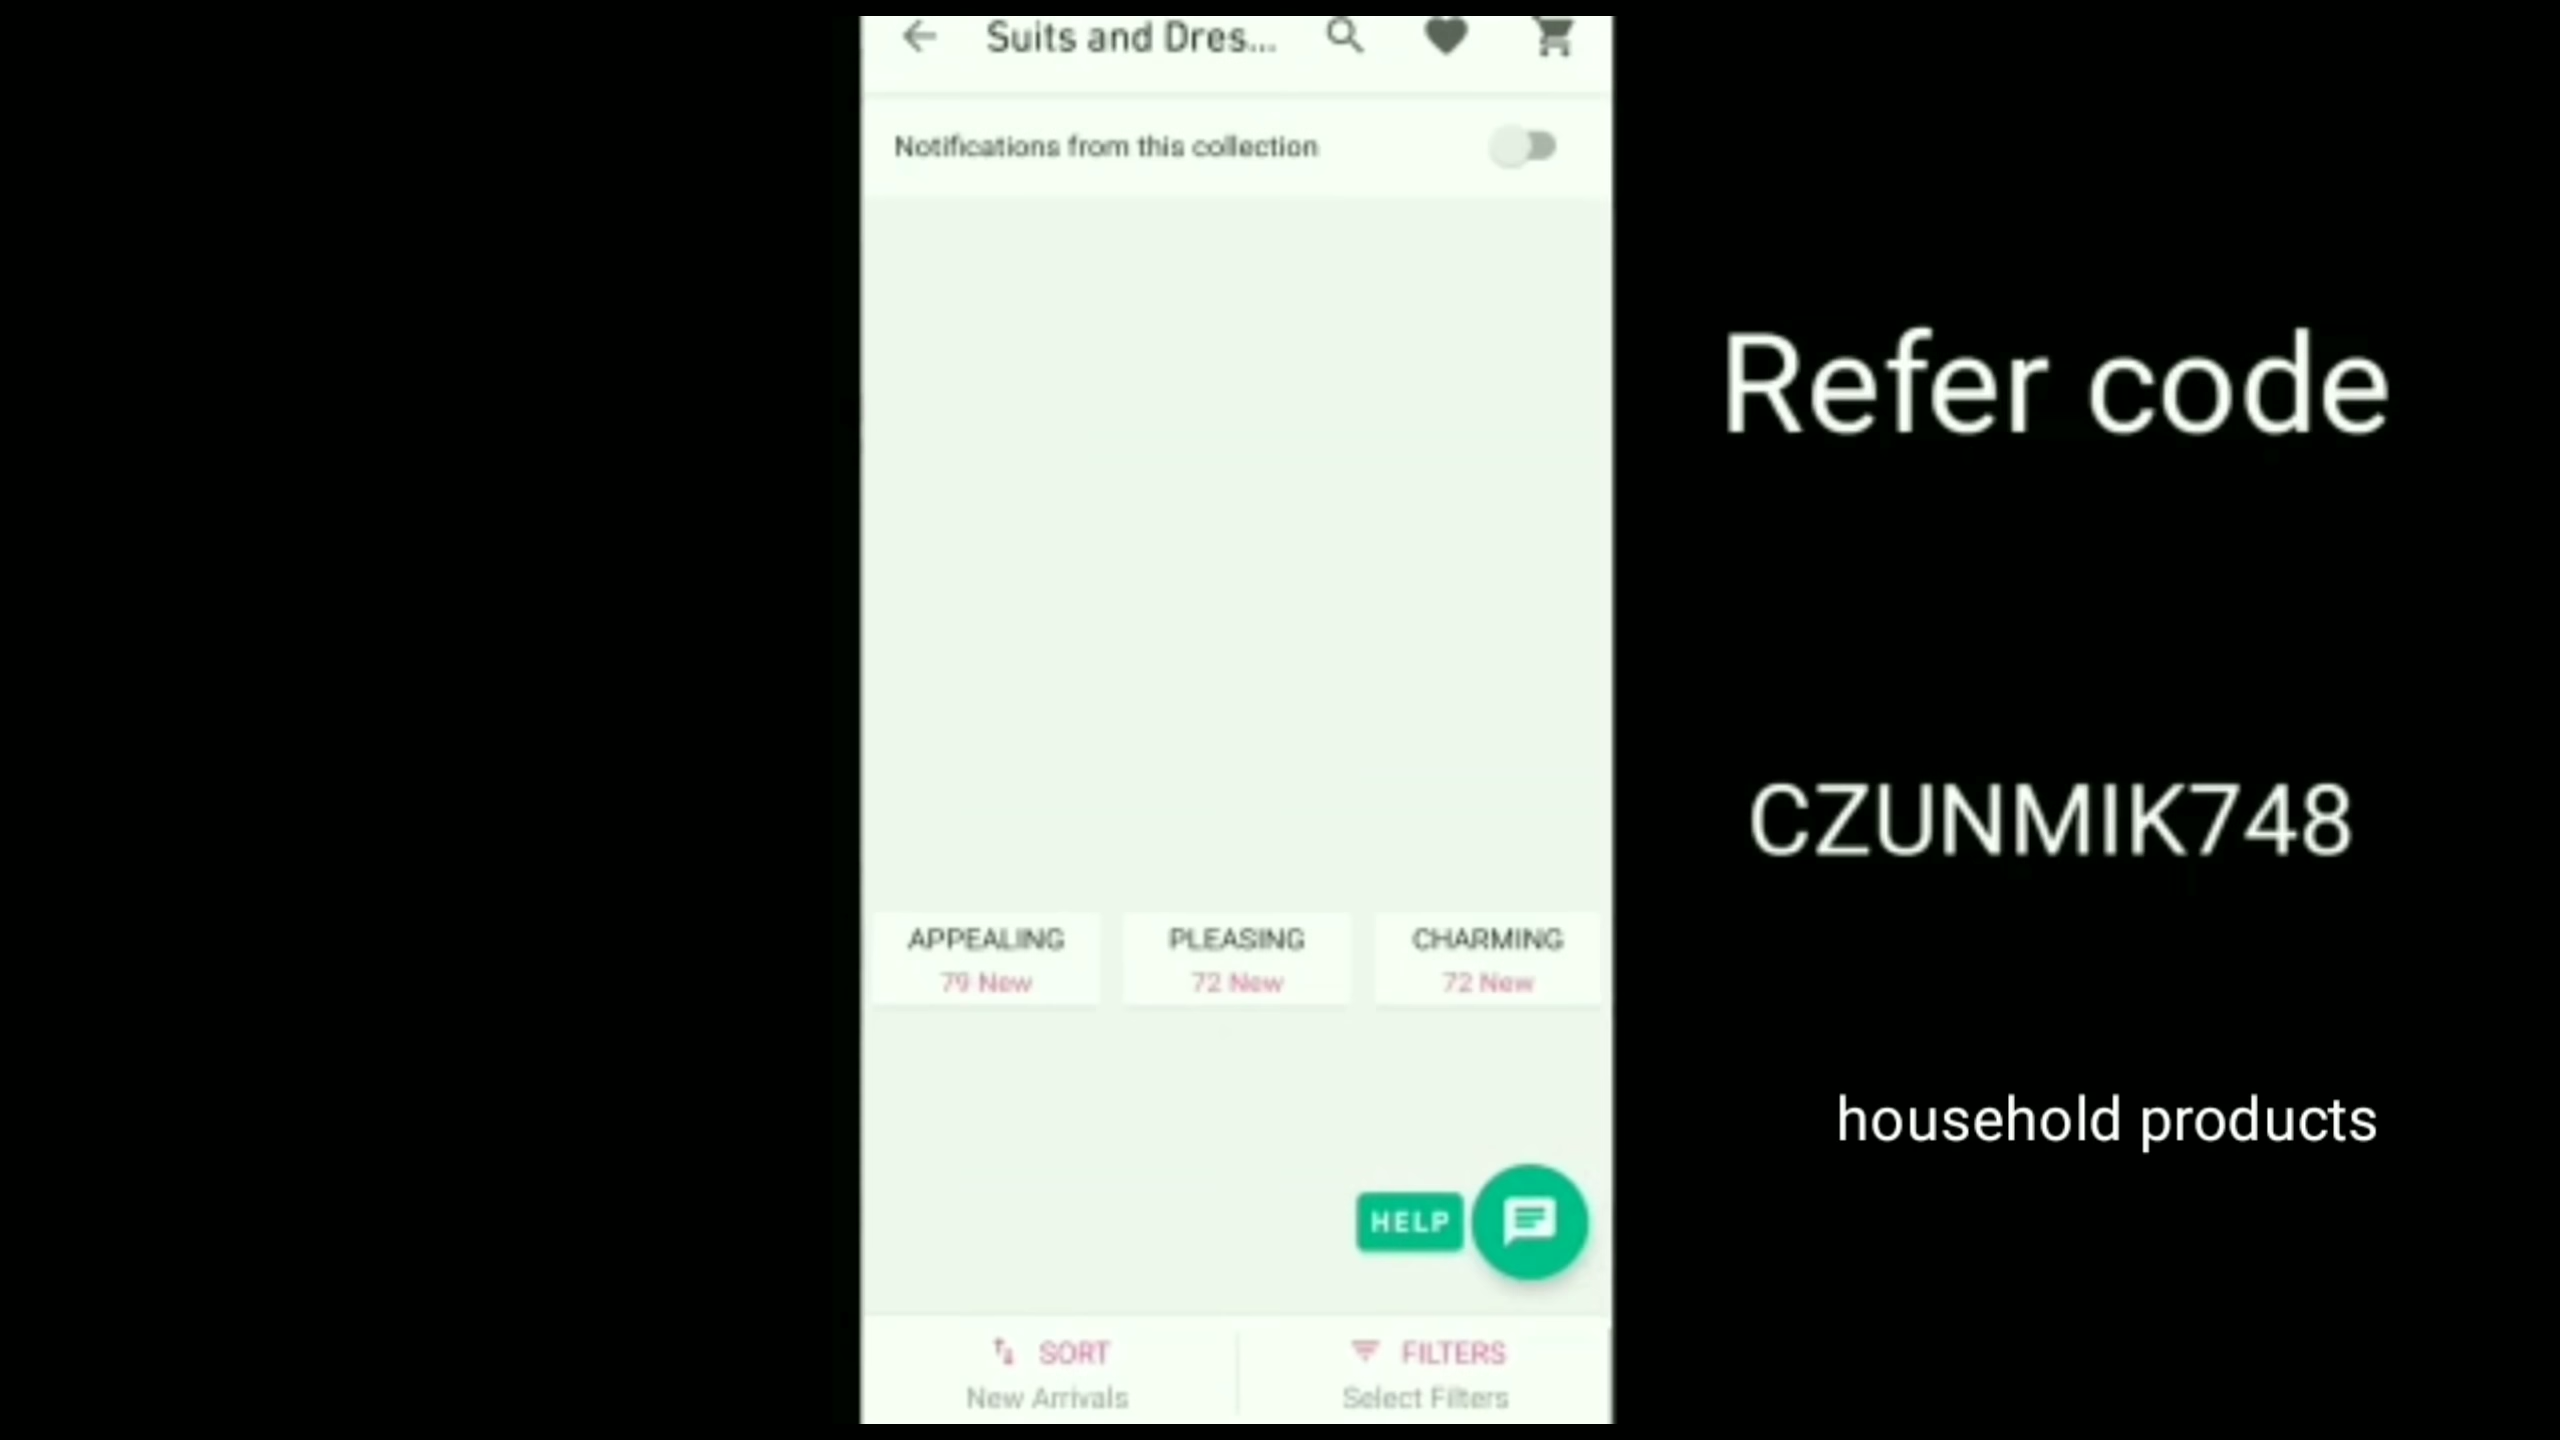 Suits and Dres...
Notifications from this collection
APPEALING
79 New
PLEASING
72 New
CHARMING
72 New
HELP
SORT
New Arrivals
FILTERS
Select Filters
Refer code
CZUNMIK748
household products